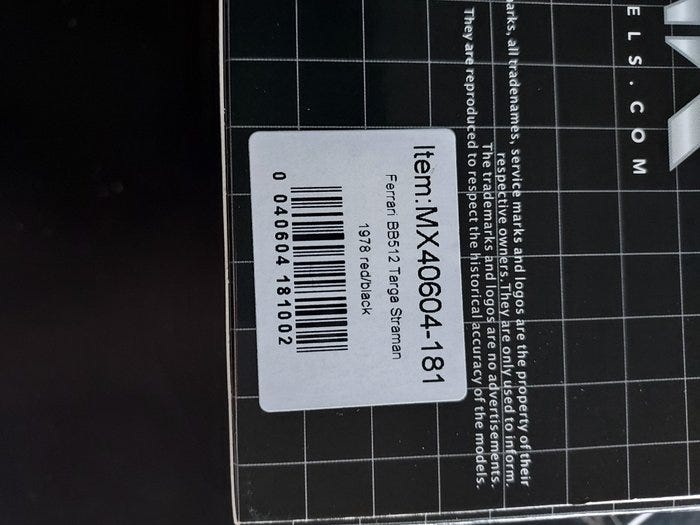 ELS.COM
arks, all tradenames, service marks and logos are the property of their
respective owners.They are only used to inform.
The trademarks and logos are no advertisements.
They are reproduced to respect the historical accuracy of the models.
Item:MX40604-181
Ferrari BB512 Targa Straman
1978 red/black
0 040604 181002